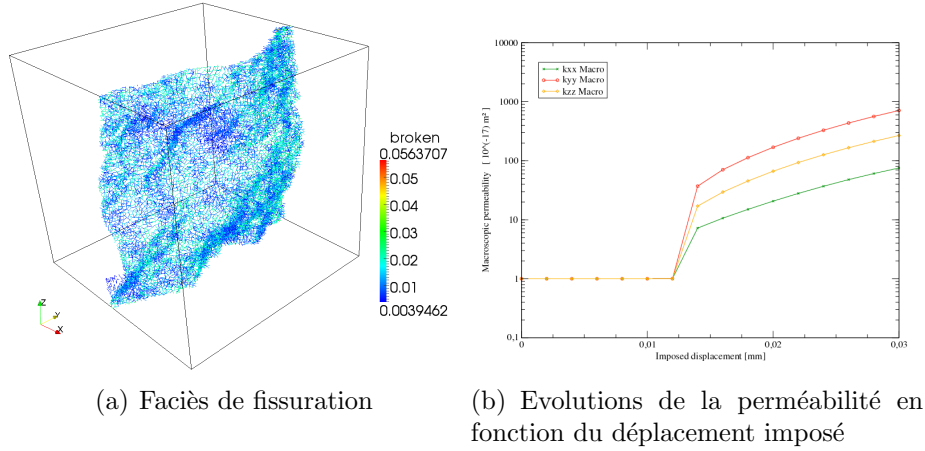 broken
0.0563707
0.05
0.04
0.03
0.02
0.01
0.0039462
Z
Y
X
(a) Faciès de fissuration
10000
1000
100
10
1
0,1
Macroscopic permeability [ 10^(-17) m²]
kxx Macro
kyy Macro
kzz Macro
0
0,01
0,02
0,03
Imposed displacement [mm]
(b) Evolutions de la perméabilité en
fonction du déplacement imposé